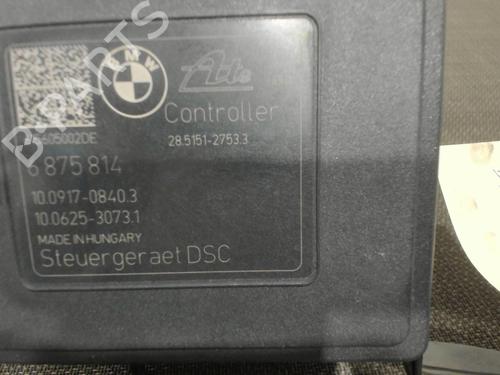 BMW
Ate
Controller
28.5151-2753.3
6 875 814
10.0917-0840.3
10.0625-3073.1
MADE IN HUNGARY
Steuergeraet DSC
B-PARTS